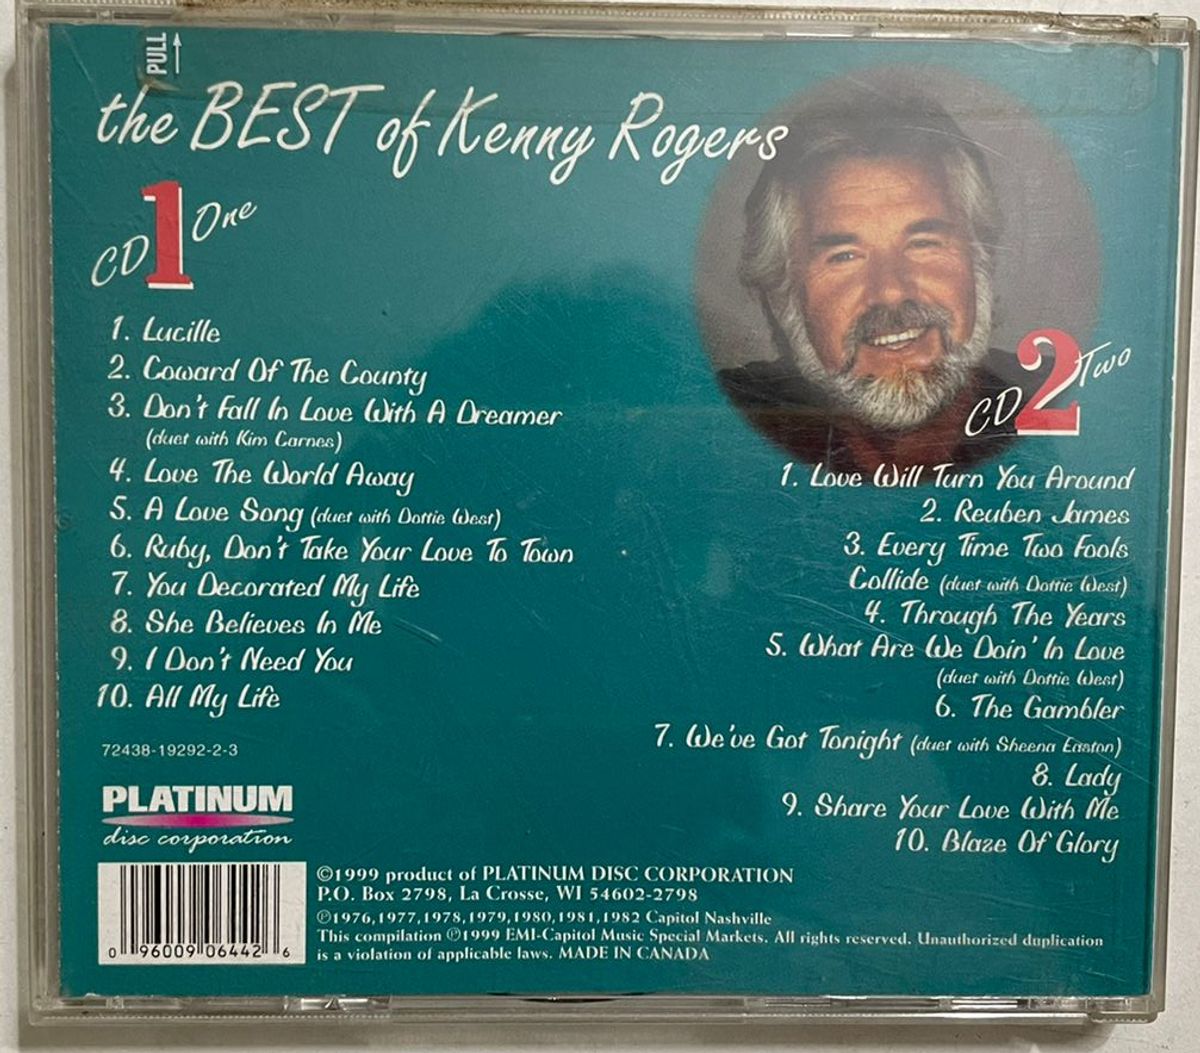 PULL
the BEST of Kenny Rogers
CD 1 One
1. Lucille
2. Coward Of The County
3. Don't Fall In Love With A Dreamer
(duet with Kim Carnes)
4. Love The World Away
5. A Love Song (duet with Dottie West)
6. Ruby, Don't Take Your Love To Town
7. You Decorated My Life
8. She Believes In Me
9. I Don't Need You
10. All My Life
CD 2 Two
1. Love Will Turn You Around
2. Reuben James
3. Every Time Two Fools
Collide (duet with Dottie West)
4. Through The Years
5. What Are We Doin' In Love
(duet with Dottie West)
6. The Gambler
7. We've Got Tonight (duet with Sheena Easton)
8. Lady
9. Share Your Love With Me
10. Blaze Of Glory
72438-19292-2-3
PLATINUM
disc corporation
©1999 product of PLATINUM DISC CORPORATION
P.O. Box 2798, La Crosse, WI 54602-2798
℗1976,1977,1978,1979,1980,1981,1982 Capitol Nashville
This compilation ℗1999 EMI-Capitol Music Special Markets. All rights reserved. Unauthorized duplication
is a violation of applicable laws. MADE IN CANADA
0 96009 06442 6